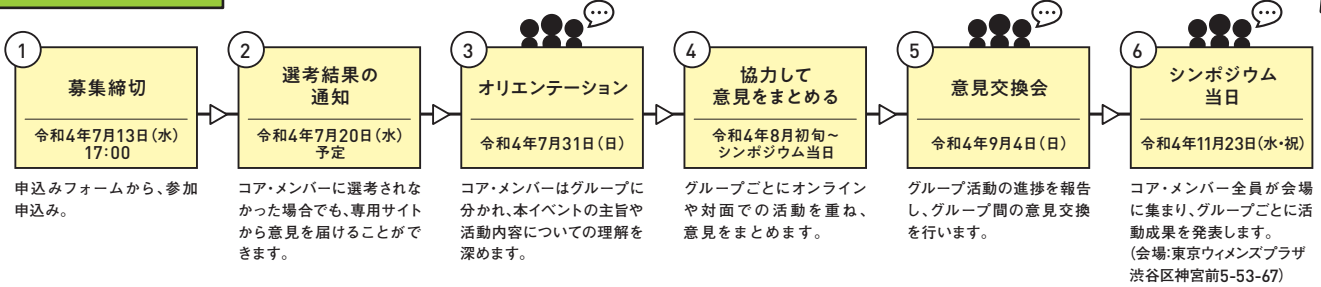 1
募集締切
令和4年7月13日(水)
17:00
申込みフォームから、参加
申込み。
2
選考結果の
通知
令和4年7月20日(水)
予定
コア・メンバーに選考されな
かった場合でも、専用サイト
から意見を届けることがで
きます。
3
オリエンテーション
令和4年7月31日(日)
コア・メンバーはグループに
分かれ、本イベントの主旨や
活動内容についての理解を
深めます。
4
協力して
意見をまとめる
令和4年8月初旬~
シンポジウム当日
グループごとにオンライン
や対面での活動を重ね、
意見をまとめます。
5
意見交換会
令和4年9月4日(日)
グループ活動の進捗を報告
し、グループ間の意見交換
を行います。
6
シンポジウム
当日
令和4年11月23日(水・祝)
コア・メンバー全員が会場
に集まり、グループごとに活
動成果を発表します。
(会場:東京ウィメンズプラザ
渋谷区神宮前5-53-67)